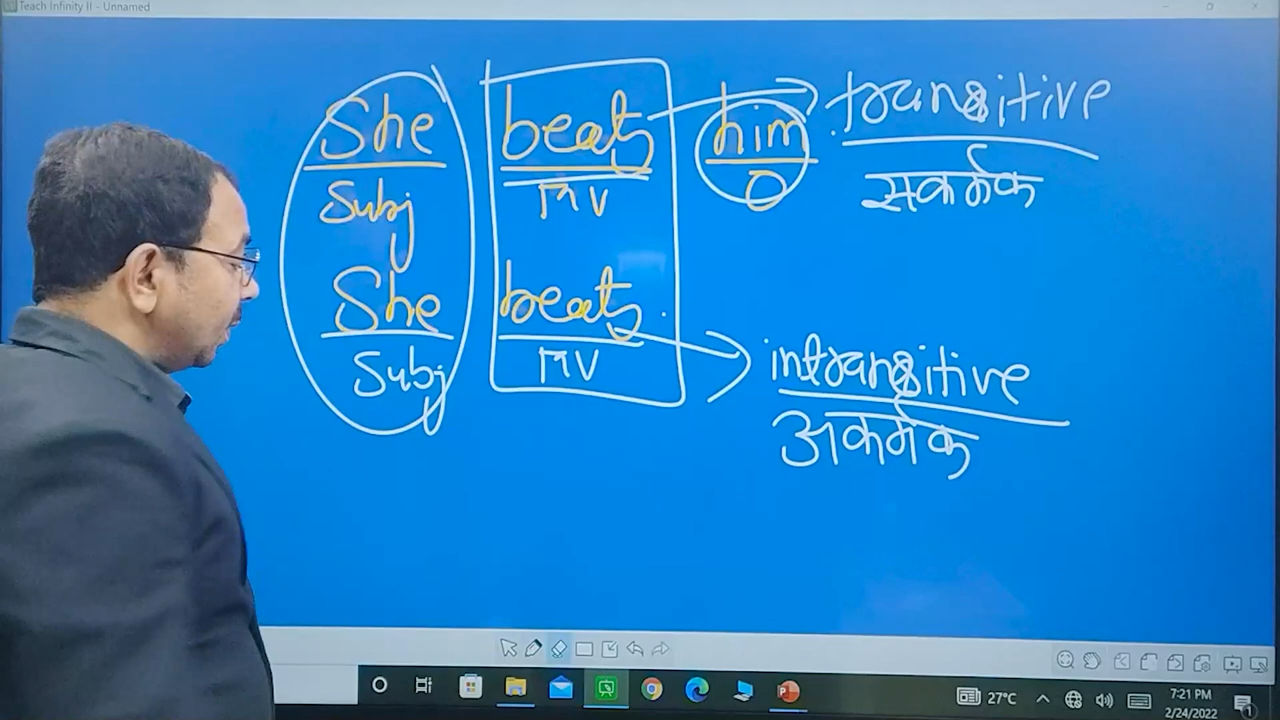 Teach Infinity II - Unnamed
She beats him transitive
Subj MV O सकर्मक
She beats.
Subj MV intransitive
अकर्मक
27°C
7:21 PM
2/24/2022